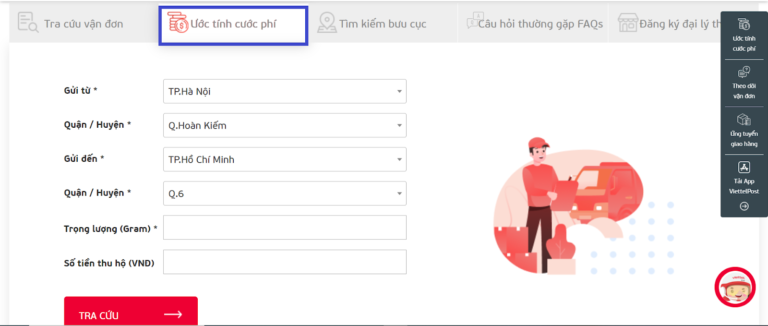 Tra cứu vận đơn
Ước tính cước phí
Tìm kiếm bưu cục
Câu hỏi thường gặp FAQs
Đăng ký đại lý th
Gửi từ *
TP.Hà Nội
Quận / Huyện *
Q.Hoàn Kiếm
Gửi đến *
TP.Hồ Chí Minh
Quận / Huyện *
Q.6
Trọng lượng (Gram) *
Số tiền thu hộ (VND)
TRA CỨU
Ước tính
cước phí
Theo dõi
vận đơn
Ứng tuyển
giao hàng
Tải App
ViettelPost